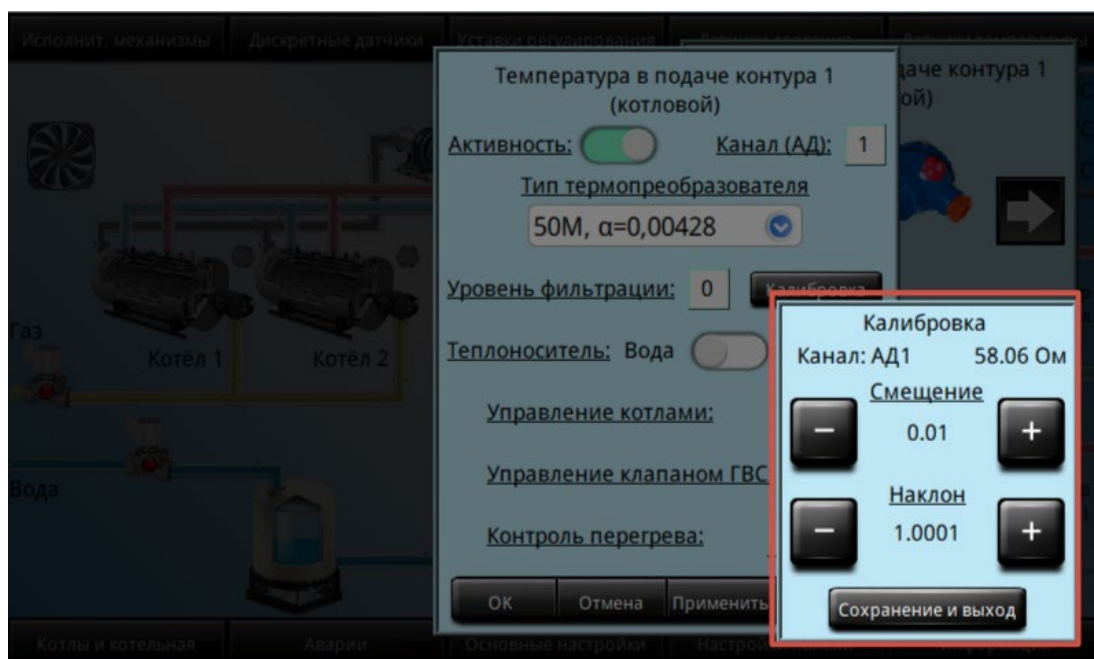 Исполнит. механизмы
Дискретные датчики
Уставки регулирования
Температура в подаче контура 1
(котловой)
даче контура 1
ой)
Активность:
Канал (АД): 1
Тип термопреобразователя
50М, α=0,00428
Уровень фильтрации: 0
Калибровка
Теплоноситель: Вода
Управление котлами:
Управление клапаном ГВС
Контроль перегрева:
ОК
Отмена
Применить
Калибровка
Канал: АД1 58.06 Ом
Смещение
− 0.01 +
Наклон
− 1.0001 +
Сохранение и выход
Газ
Котёл 1
Котёл 2
Вода
Котлы и котельная
Аварии
Основные настройки